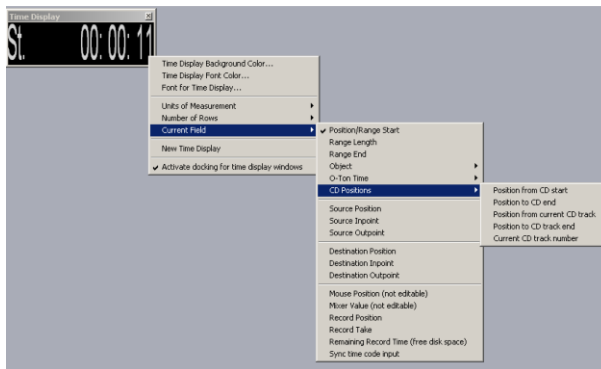 Time Display
St. 00:00:11
Time Display Background Color...
Time Display Font Color...
Font for Time Display...
Units of Measurement
Number of Rows
Current Field
New Time Display
Activate docking for time display windows
Position/Range Start
Range Length
Range End
Object
O-Ton Time
CD Positions
Source Position
Source Inpoint
Source Outpoint
Destination Position
Destination Inpoint
Destination Outpoint
Mouse Position (not editable)
Mixer Value (not editable)
Record Position
Record Take
Remaining Record Time (free disk space)
Sync time code input
Position from CD start
Position to CD end
Position from current CD track
Position to CD track end
Current CD track number